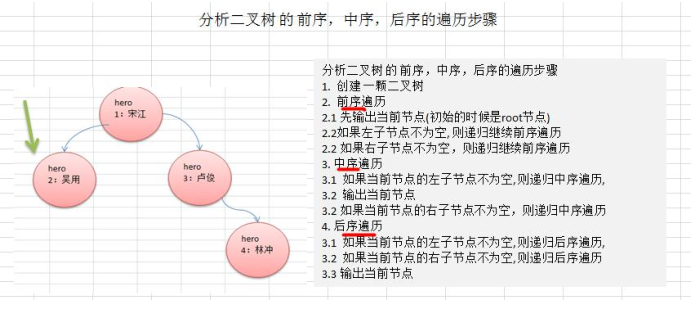 分析二叉树的前序，中序，后序的遍历步骤
hero
1：宋江
hero
2：吴用
hero
3：卢俊
hero
4：林冲
分析二叉树的前序，中序，后序的遍历步骤
1. 创建一颗二叉树
2. 前序遍历
2.1 先输出当前节点(初始的时候是root节点)
2.2如果左子节点不为空,则递归继续前序遍历
2.2 如果右子节点不为空，则递归继续前序遍历
3. 中序遍历
3.1 如果当前节点的左子节点不为空,则递归中序遍历,
3.2 输出当前节点
3.2 如果当前节点的右子节点不为空，则递归中序遍历
4. 后序遍历
3.1 如果当前节点的左子节点不为空,则递归后序遍历,
3.2 如果当前节点的右子节点不为空,则递归后序遍历
3.3 输出当前节点